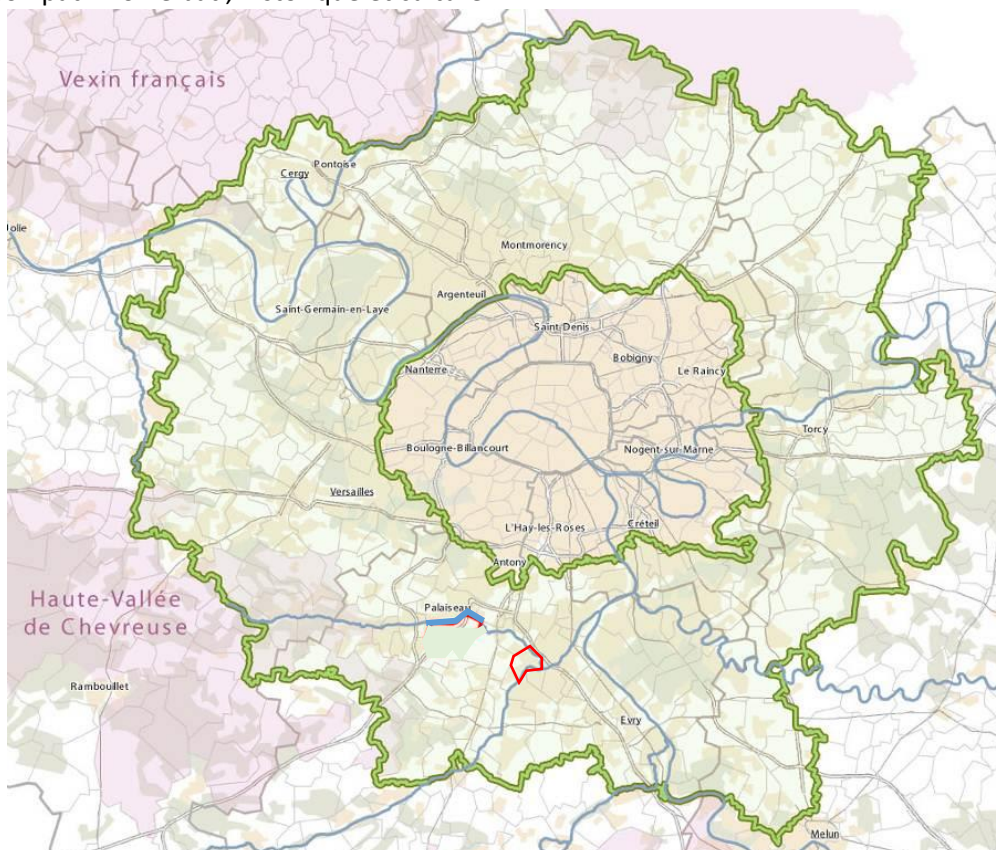 Vexin français
Pontoise
Cergy
Montmorency
Argenteuil
Saint-Germain-en-Laye
Saint-Denis
Bobigny
Nanterre
Le Raincy
Torcy
Boulogne-Billancourt
Nogent-sur-Marne
Versailles
L'Hay-les-Roses
Créteil
Antony
Haute-Vallée
de Chevreuse
Palaiseau
Rambouillet
Evry
Melun